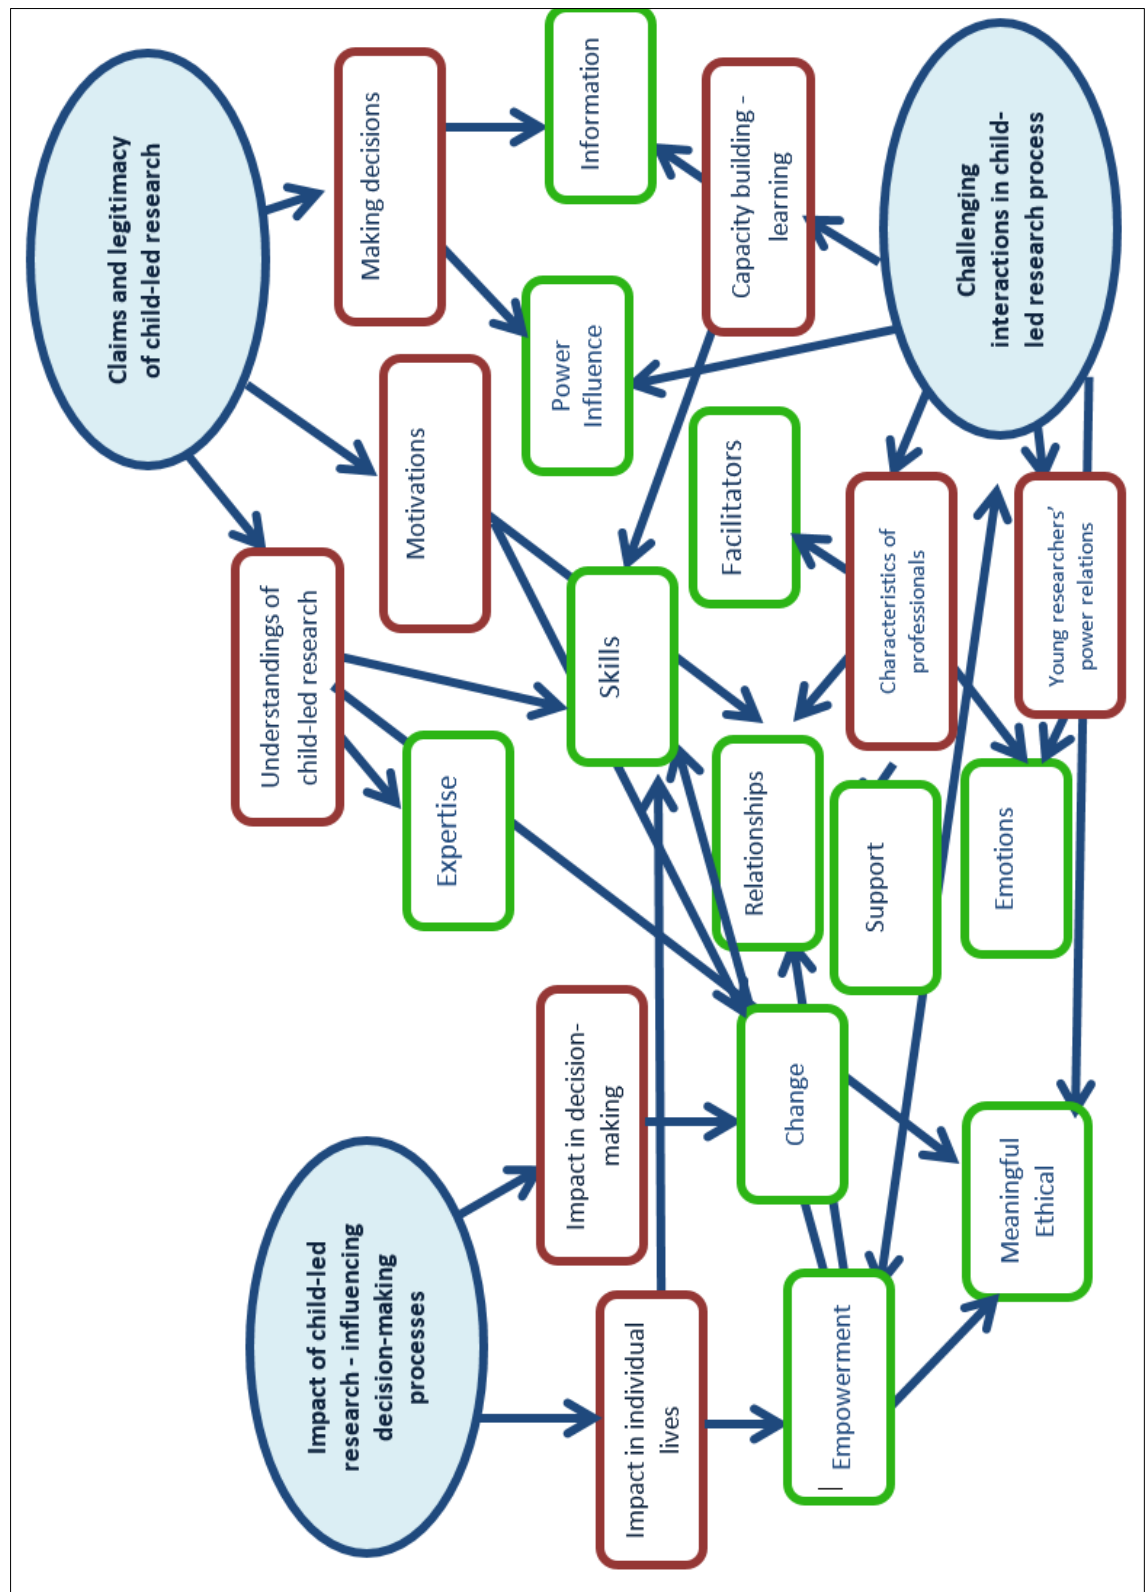 Claims and legitimacy
of child-led research
Making decisions
Information
Capacity building -
learning
Challenging
interactions in child-
led research process
Motivations
Power
Influence
Understandings of
child-led research
Skills
Facilitators
Characteristics of
professionals
Young researchers’
power relations
Expertise
Relationships
Support
Emotions
Impact of child-led
research - influencing
decision-making
processes
Impact in decision-
making
Change
Meaningful
Ethical
Impact in individual
lives
Empowerment